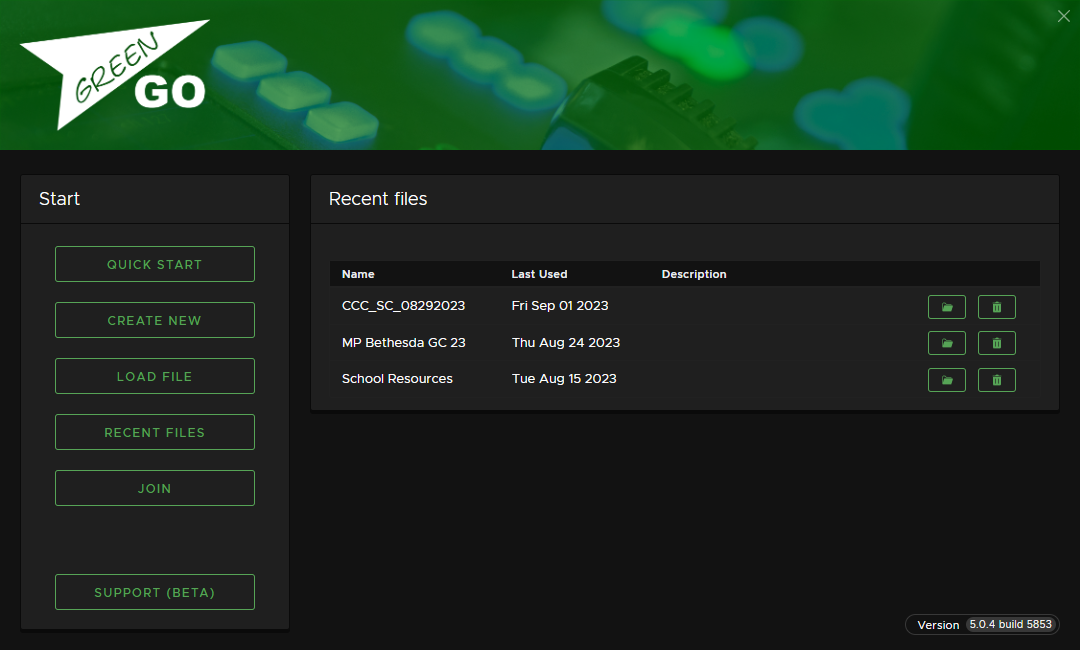 GREEN
GO
Start
QUICK START
CREATE NEW
LOAD FILE
RECENT FILES
JOIN
SUPPORT (BETA)
Recent files
Name Last Used Description
CCC_SC_08292023 Fri Sep 01 2023
MP Bethesda GC 23 Thu Aug 24 2023
School Resources Tue Aug 15 2023
Version 5.0.4 build 5853